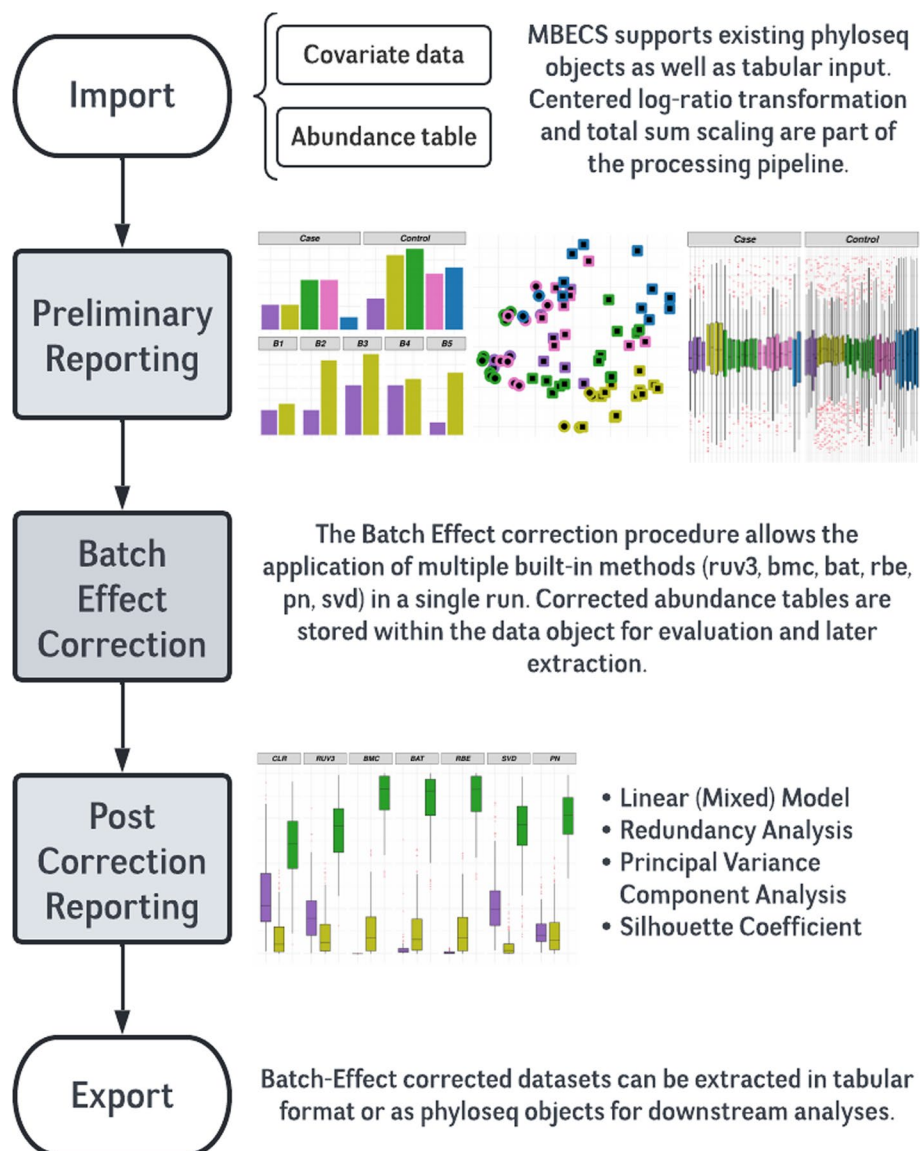 Import
Covariate data
Abundance table
MBECS supports existing phyloseq
objects as well as tabular input.
Centered log-ratio transformation
and total sum scaling are part of
the processing pipeline.
Preliminary
Reporting
Case
Control
B1
B2
B3
B4
B5
Case
Control
Batch
Effect
Correction
The Batch Effect correction procedure allows the
application of multiple built-in methods (ruv3, bmc, bat, rbe,
pn, svd) in a single run. Corrected abundance tables are
stored within the data object for evaluation and later
extraction.
Post
Correction
Reporting
CLR
RUV3
BMC
BAT
RBE
SVD
PN
• Linear (Mixed) Model
• Redundancy Analysis
• Principal Variance
Component Analysis
• Silhouette Coefficient
Export
Batch-Effect corrected datasets can be extracted in tabular
format or as phyloseq objects for downstream analyses.